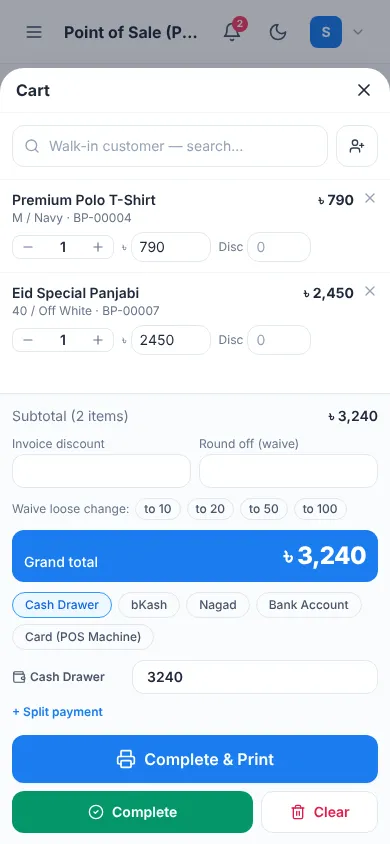 Point of Sale (P...
2
S
Cart
Walk-in customer — search...
Premium Polo T-Shirt
৳ 790
M / Navy · BP-00004
1
৳ 790
Disc 0
Eid Special Panjabi
৳ 2,450
40 / Off White · BP-00007
1
৳ 2450
Disc 0
Subtotal (2 items)
৳ 3,240
Invoice discount
Round off (waive)
Waive loose change: to 10 to 20 to 50 to 100
Grand total
৳ 3,240
Cash Drawer bKash Nagad Bank Account
Card (POS Machine)
Cash Drawer
3240
+ Split payment
Complete & Print
Complete
Clear